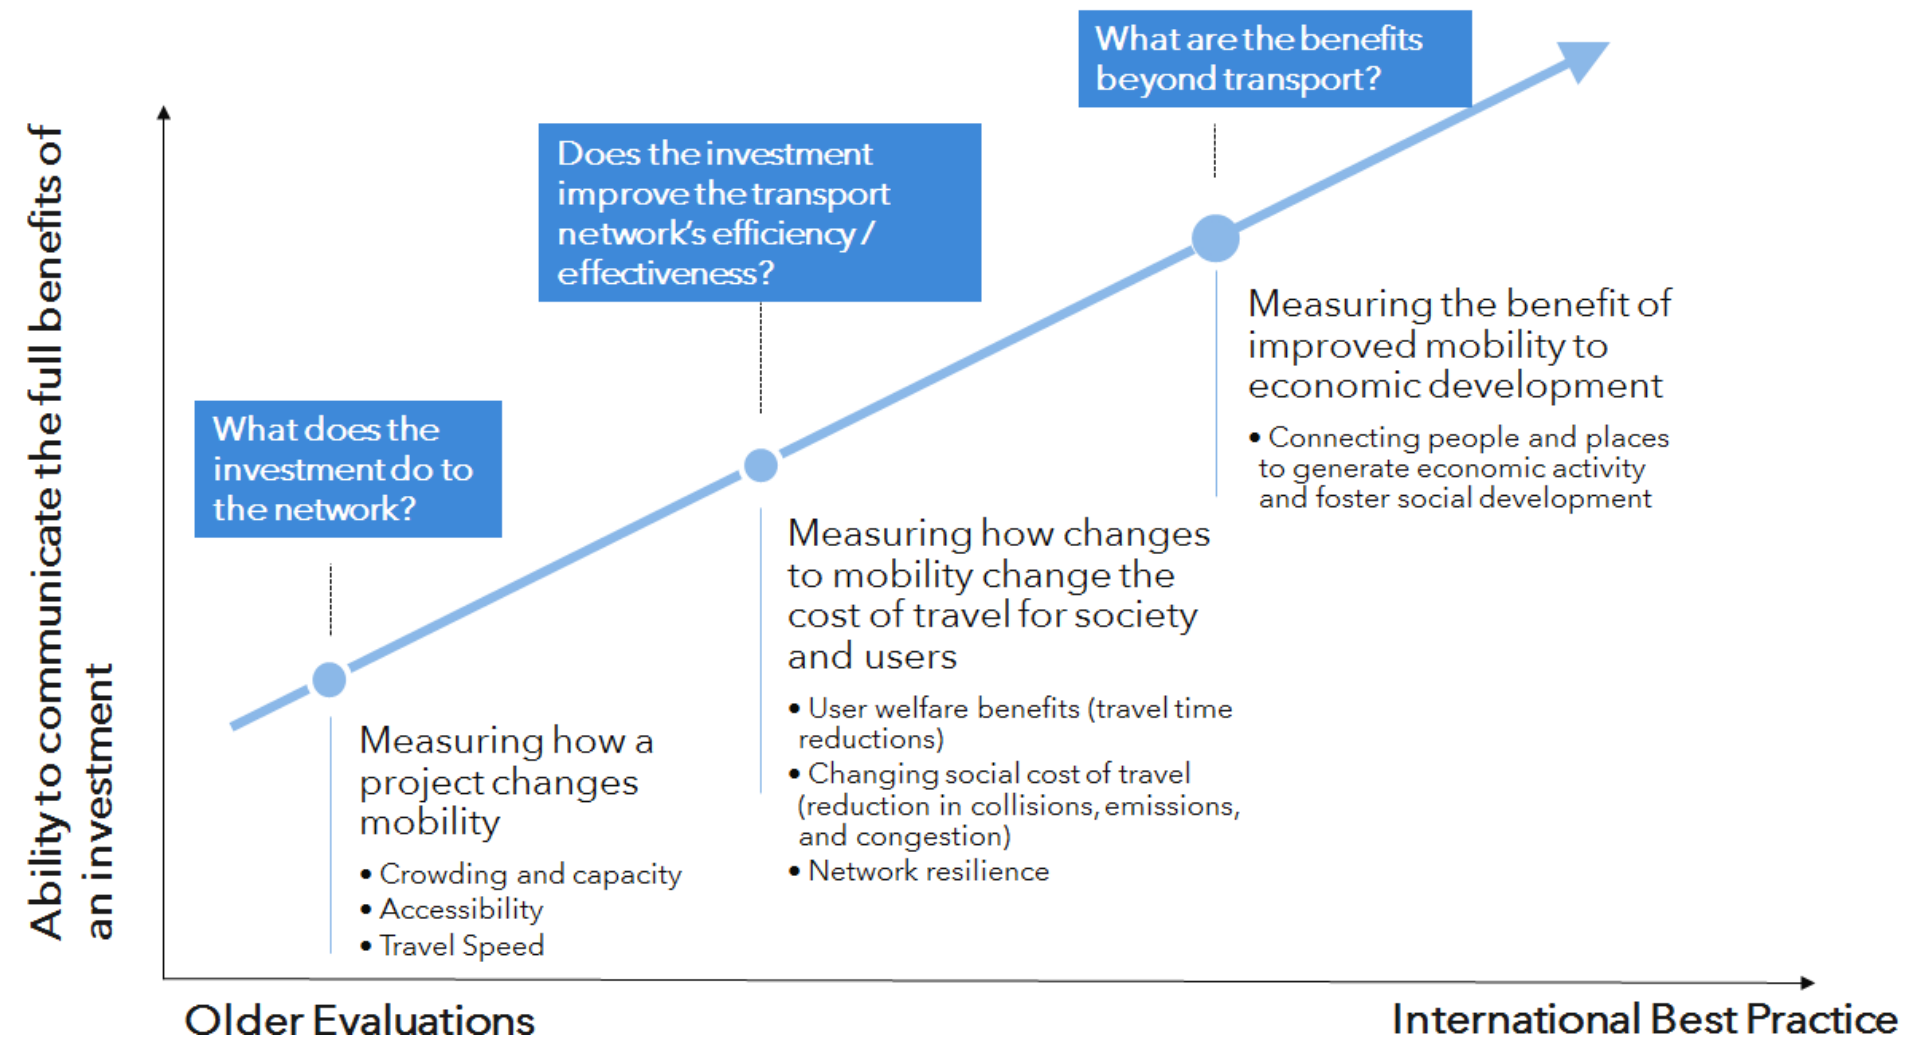 What are the benefits
beyond transport?
Does the investment
improve the transport
network's efficiency /
effectiveness?
What does the
investment do to
the network?
Ability to communicate the full benefits of
an investment
Measuring the benefit of
improved mobility to
economic development
• Connecting people and places
to generate economic activity
and foster social development
Measuring how changes
to mobility change the
cost of travel for society
and users
• User welfare benefits (travel time
reductions)
• Changing social cost of travel
(reduction in collisions, emissions,
and congestion)
• Network resilience
Measuring how a
project changes
mobility
• Crowding and capacity
• Accessibility
• Travel Speed
Older Evaluations
International Best Practice